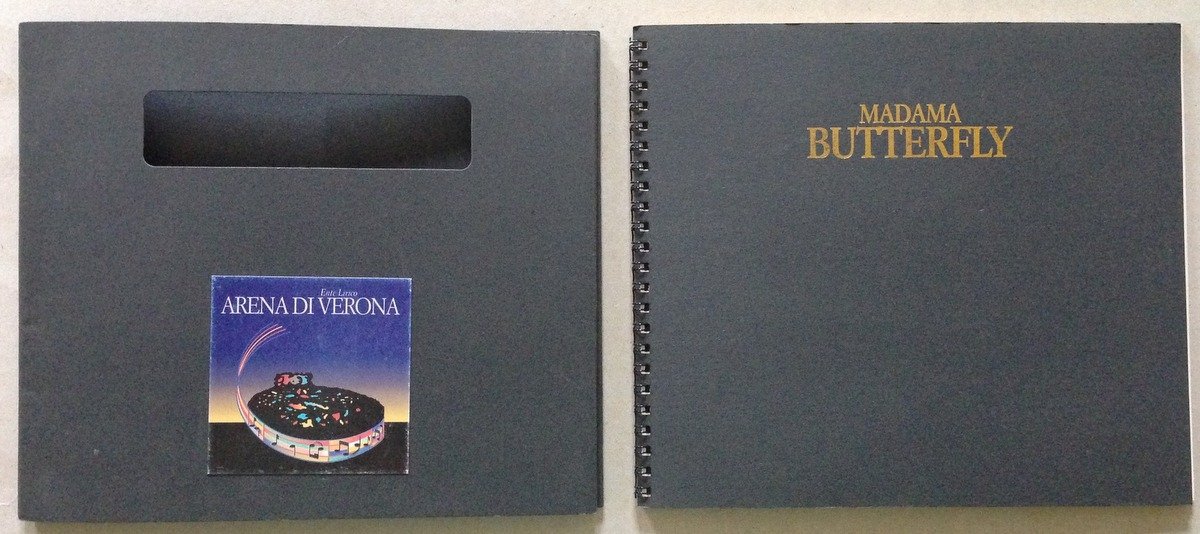 Ente Lirico
ARENA DI VERONA
MADAMA
BUTTERFLY